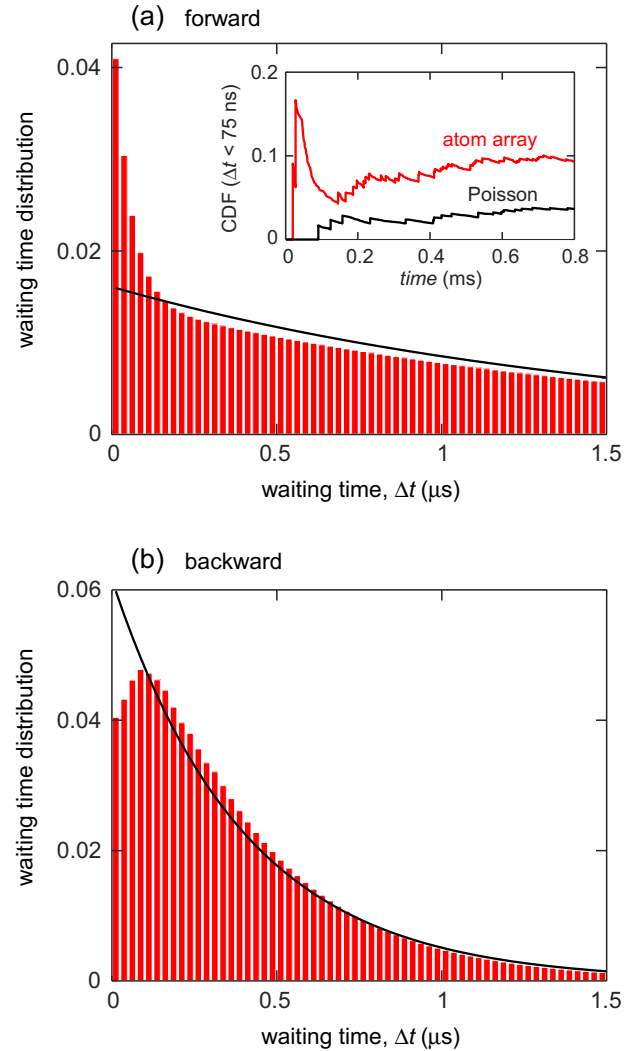 (a) forward
0.04
0.02
0
waiting time distribution
0.2
0.1
0
CDF (Δt < 75 ns)
atom array
Poisson
0 0.2 0.4 0.6 0.8
time (ms)
0 0.5 1 1.5
waiting time, Δt (μs)
(b) backward
0.06
0.04
0.02
0
waiting time distribution
0 0.5 1 1.5
waiting time, Δt (μs)